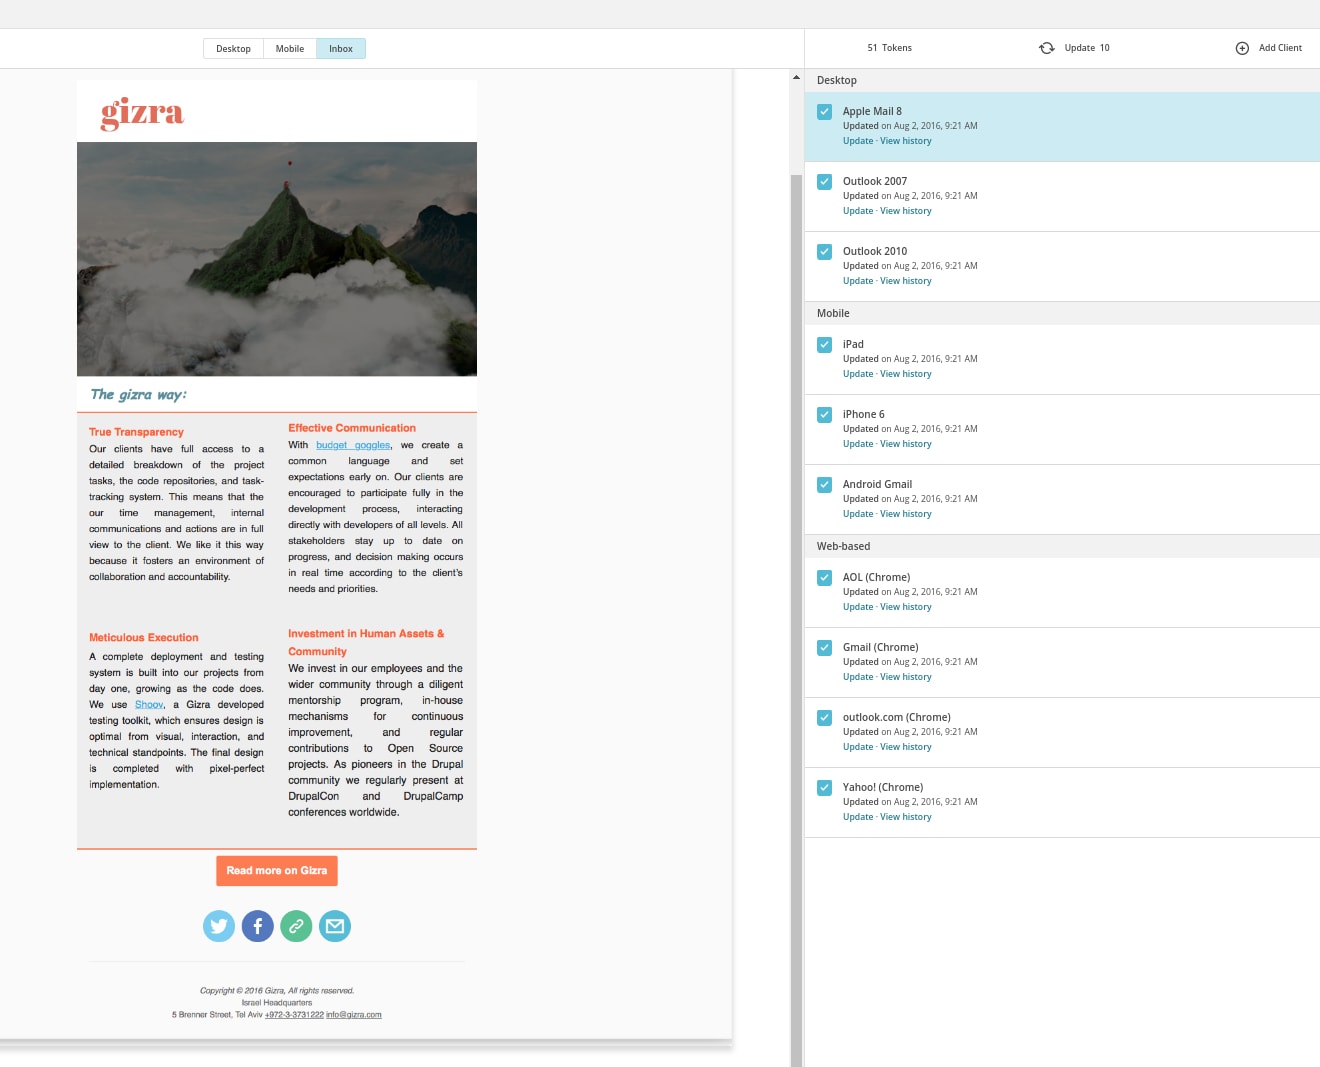 Desktop Mobile Inbox
51 Tokens Update 10 Add Client
gizra
The gizra way:
True Transparency
Our clients have full access to a
detailed breakdown of the project
tasks, the code repositories, and task-
tracking system. This means that the
our time management, internal
communications and actions are in full
view to the client. We like it this way
because it fosters an environment of
collaboration and accountability.
Effective Communication
With budget goggles, we create a
common language and set
expectations early on. Our clients are
encouraged to participate fully in the
development process, interacting
directly with developers of all levels. All
stakeholders stay up to date on
progress, and decision making occurs
in real time according to the client's
needs and priorities.
Meticulous Execution
A complete deployment and testing
system is built into our projects from
day one, growing as the code does.
We use Shoov, a Gizra developed
testing toolkit, which ensures design is
optimal from visual, interaction, and
technical standpoints. The final design
is completed with pixel-perfect
implementation.
Investment in Human Assets &
Community
We invest in our employees and the
wider community through a diligent
mentorship program, in-house
mechanisms for continuous
improvement, and regular
contributions to Open Source
projects. As pioneers in the Drupal
community we regularly present at
DrupalCon and DrupalCamp
conferences worldwide.
Read more on Gizra
Copyright © 2016 Gizra, All rights reserved.
Israel Headquarters
5 Brenner Street, Tel Aviv +972-3-3731222 info@gizra.com
Desktop
Apple Mail 8
Updated on Aug 2, 2016, 9:21 AM
Update · View history
Outlook 2007
Updated on Aug 2, 2016, 9:21 AM
Update · View history
Outlook 2010
Updated on Aug 2, 2016, 9:21 AM
Update · View history
Mobile
iPad
Updated on Aug 2, 2016, 9:21 AM
Update · View history
iPhone 6
Updated on Aug 2, 2016, 9:21 AM
Update · View history
Android Gmail
Updated on Aug 2, 2016, 9:21 AM
Update · View history
Web-based
AOL (Chrome)
Updated on Aug 2, 2016, 9:21 AM
Update · View history
Gmail (Chrome)
Updated on Aug 2, 2016, 9:21 AM
Update · View history
outlook.com (Chrome)
Updated on Aug 2, 2016, 9:21 AM
Update · View history
Yahoo! (Chrome)
Updated on Aug 2, 2016, 9:21 AM
Update · View history